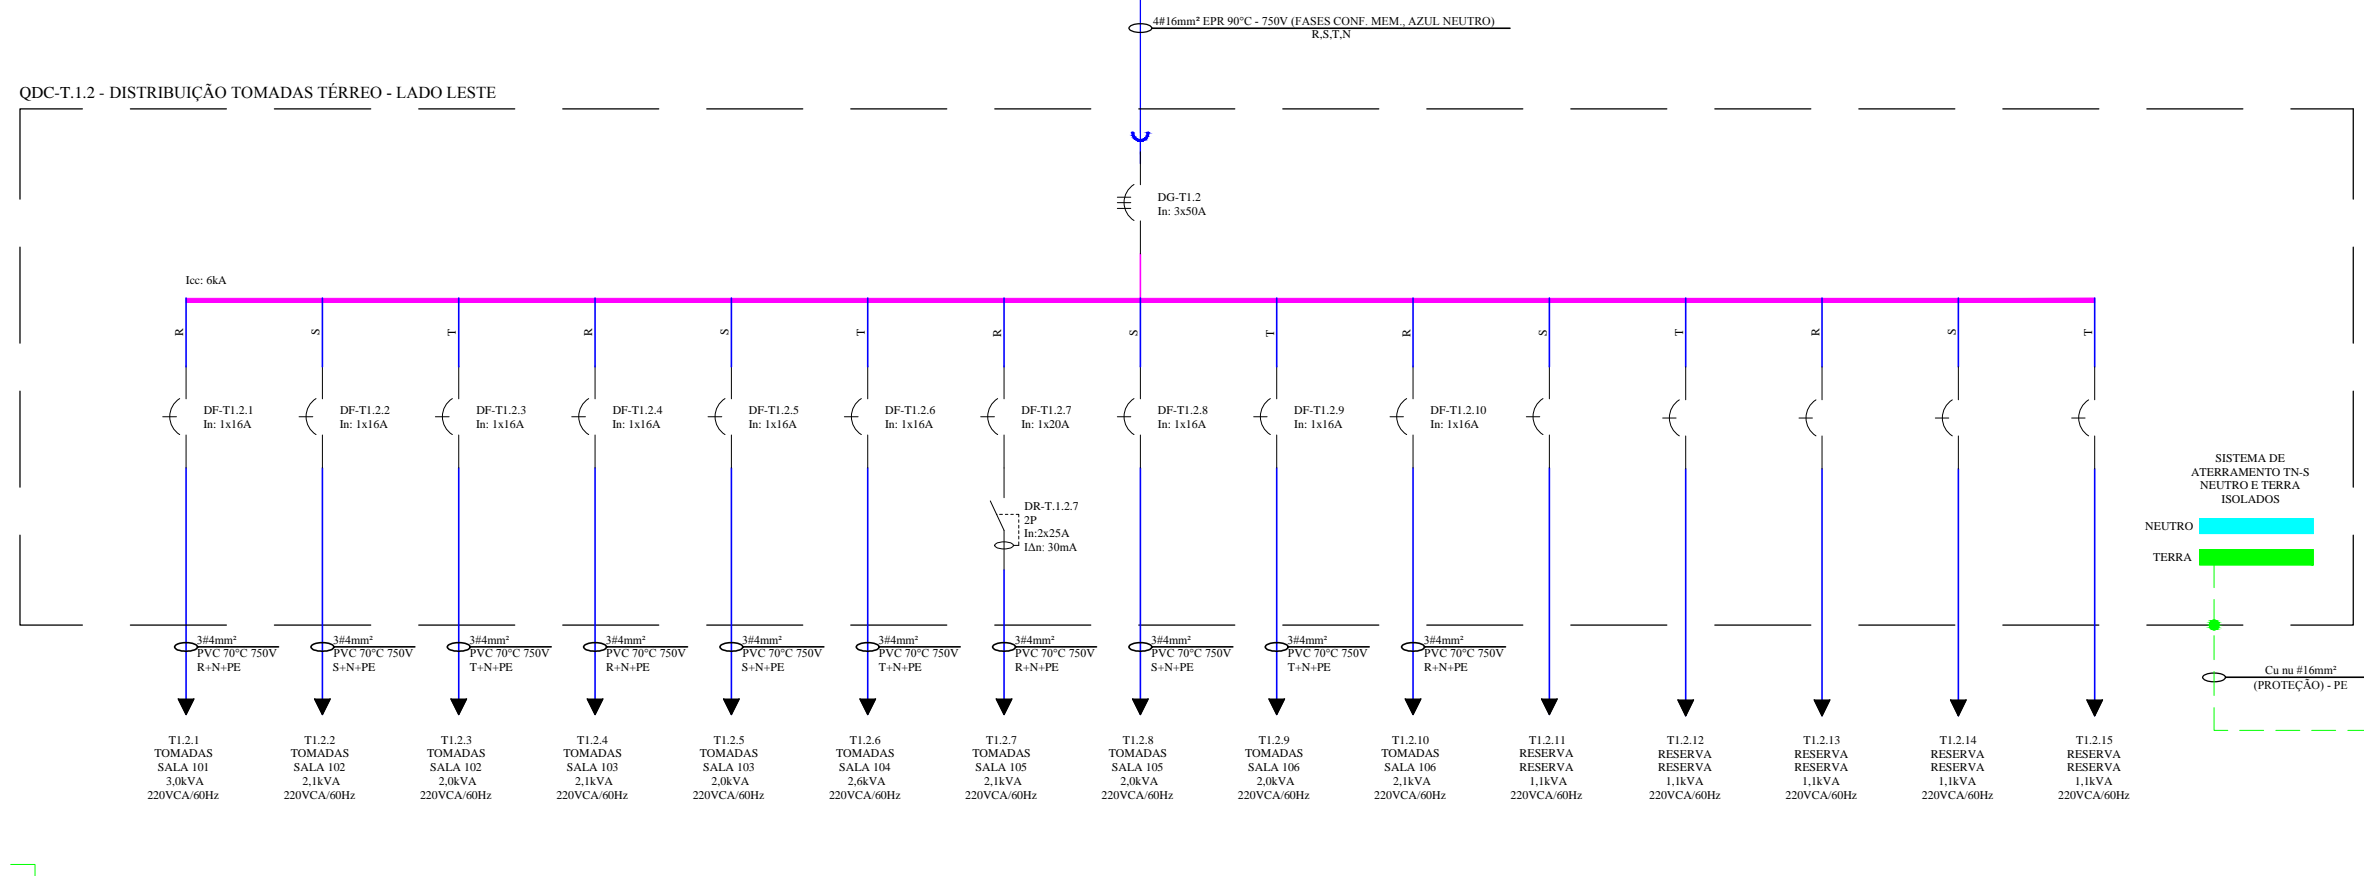 4#16mm² EPR 90°C - 750V (FASES CONF. MEM., AZUL NEUTRO)
R,S,T,N
QDC-T.1.2 - DISTRIBUIÇÃO TOMADAS TÉRREO - LADO LESTE
DG-T1.2
In: 3x50A
Icc: 6kA
R
S
T
R
S
T
R
S
T
R
S
T
R
S
T
DF-T1.2.1
In: 1x16A
DF-T1.2.2
In: 1x16A
DF-T1.2.3
In: 1x16A
DF-T1.2.4
In: 1x16A
DF-T1.2.5
In: 1x16A
DF-T1.2.6
In: 1x16A
DF-T1.2.7
In: 1x20A
DF-T1.2.8
In: 1x16A
DF-T1.2.9
In: 1x16A
DF-T1.2.10
In: 1x16A
DR-T.1.2.7
2P
In:2x25A
IΔn: 30mA
SISTEMA DE
ATERRAMENTO TN-S
NEUTRO E TERRA
ISOLADOS
NEUTRO
TERRA
3#4mm²
PVC 70°C 750V
R+N+PE
3#4mm²
PVC 70°C 750V
S+N+PE
3#4mm²
PVC 70°C 750V
T+N+PE
3#4mm²
PVC 70°C 750V
R+N+PE
3#4mm²
PVC 70°C 750V
S+N+PE
3#4mm²
PVC 70°C 750V
T+N+PE
3#4mm²
PVC 70°C 750V
R+N+PE
3#4mm²
PVC 70°C 750V
S+N+PE
3#4mm²
PVC 70°C 750V
T+N+PE
3#4mm²
PVC 70°C 750V
R+N+PE
Cu nu #16mm²
(PROTEÇÃO) - PE
T1.2.1
TOMADAS
SALA 101
3,0kVA
220VCA/60Hz
T1.2.2
TOMADAS
SALA 102
2,1kVA
220VCA/60Hz
T1.2.3
TOMADAS
SALA 102
2,0kVA
220VCA/60Hz
T1.2.4
TOMADAS
SALA 103
2,1kVA
220VCA/60Hz
T1.2.5
TOMADAS
SALA 103
2,0kVA
220VCA/60Hz
T1.2.6
TOMADAS
SALA 104
2,6kVA
220VCA/60Hz
T1.2.7
TOMADAS
SALA 105
2,1kVA
220VCA/60Hz
T1.2.8
TOMADAS
SALA 105
2,0kVA
220VCA/60Hz
T1.2.9
TOMADAS
SALA 106
2,0kVA
220VCA/60Hz
T1.2.10
TOMADAS
SALA 106
2,1kVA
220VCA/60Hz
T1.2.11
RESERVA
RESERVA
1,1kVA
220VCA/60Hz
T1.2.12
RESERVA
RESERVA
1,1kVA
220VCA/60Hz
T1.2.13
RESERVA
RESERVA
1,1kVA
220VCA/60Hz
T1.2.14
RESERVA
RESERVA
1,1kVA
220VCA/60Hz
T1.2.15
RESERVA
RESERVA
1,1kVA
220VCA/60Hz